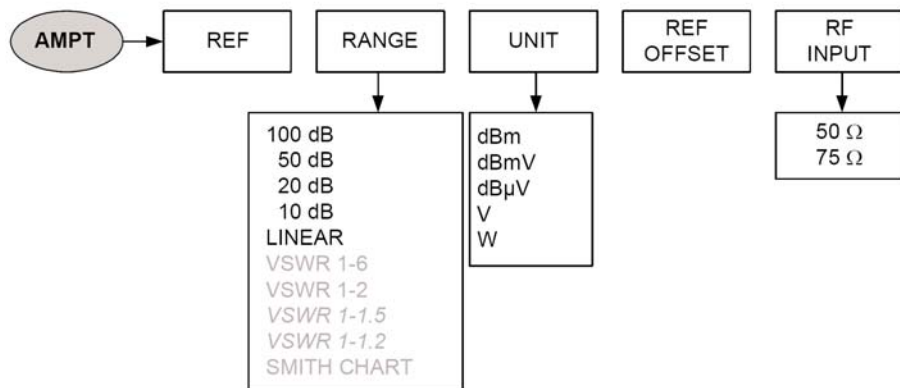 AMPT
REF
RANGE
UNIT
REF
OFFSET
RF
INPUT
100 dB
50 dB
20 dB
10 dB
LINEAR
VSWR 1-6
VSWR 1-2
VSWR 1-1.5
VSWR 1-1.2
SMITH CHART
dBm
dBmV
dBµV
V
W
50 Ω
75 Ω